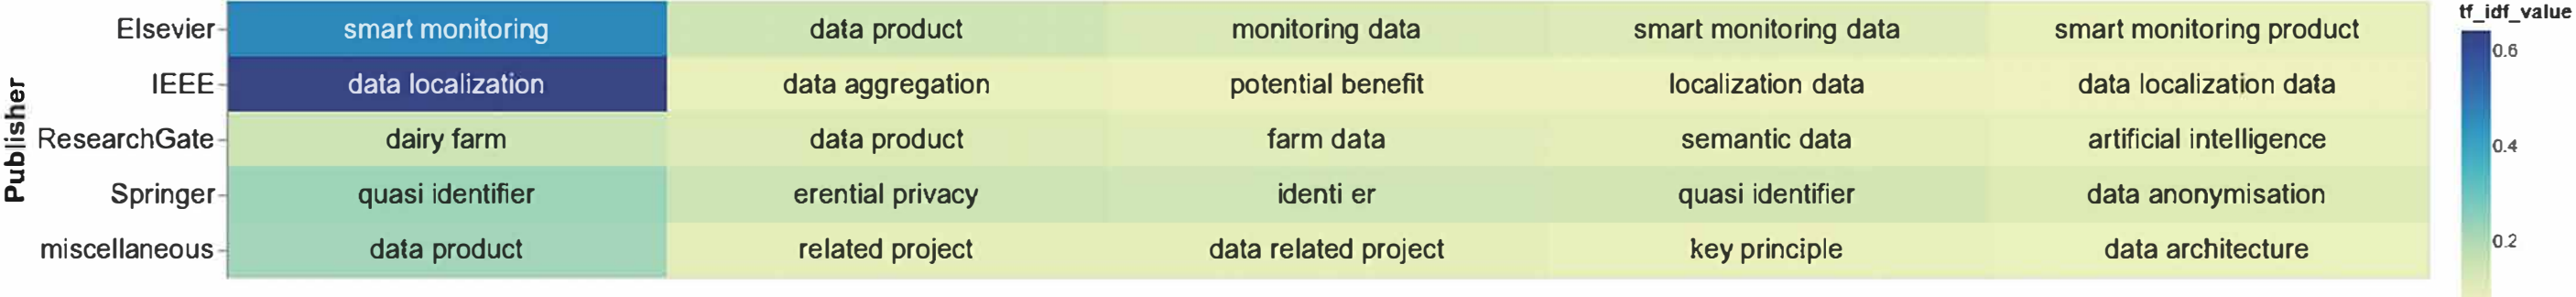 tf_idf_value
Elsevier smart monitoring data product monitoring data smart monitoring data smart monitoring product
0.6
IEEE data localization data aggregation potential benefit localization data data localization data
Publisher
ResearchGate dairy farm data product farm data semantic data artificial intelligence
0.4
Springer quasi identifier erential privacy identi er quasi identifier data anonymisation
0.2
miscellaneous data product related project data related project key principle data architecture